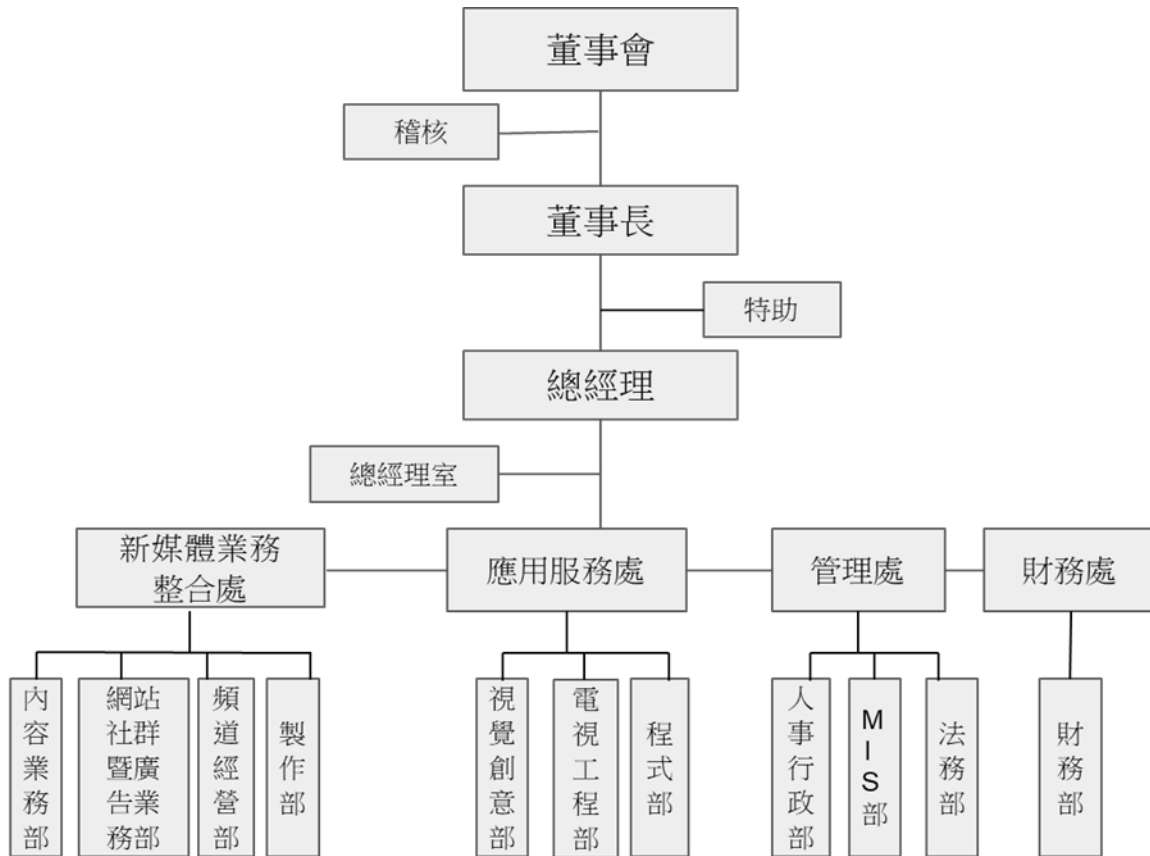 董事會
稽核
董事長
特助
總經理
總經理室
新媒體業務
整合處
應用服務處
管理處
財務處
內容業務部
網站
社群
暨廣
告業
務部
頻道經營部
製作部
視覺創意部
電視工程部
程式部
人事行政部
MIS部
法務部
財務部